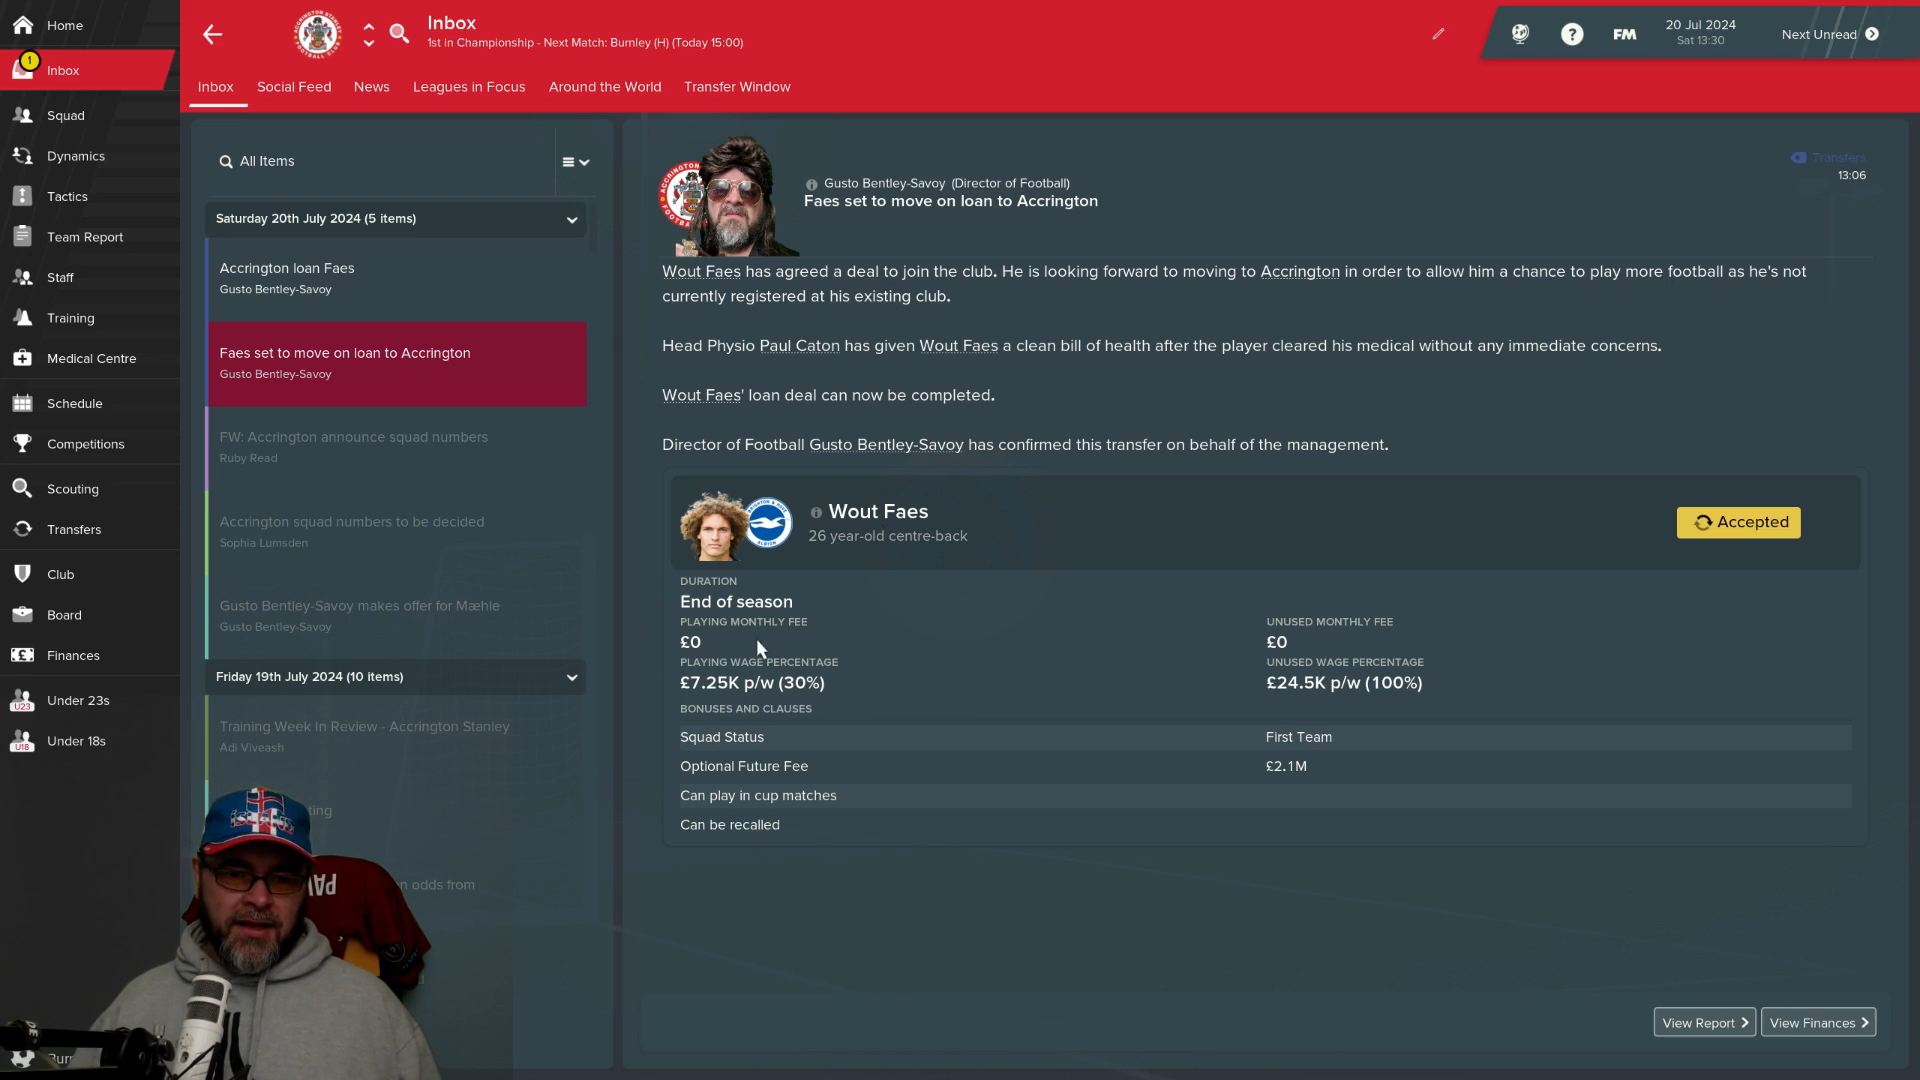 Home
1
Inbox
Squad
Dynamics
Tactics
Team Report
Staff
Training
Medical Centre
Schedule
Competitions
Scouting
Transfers
Club
Board
Finances
U23
Under 23s
U18
Under 18s
Inbox
1st in Championship - Next Match: Burnley (H) (Today 15:00)
?
FM
20 Jul 2024
Sat 13:30
Next Unread
Inbox
Social Feed
News
Leagues in Focus
Around the World
Transfer Window
All Items
Saturday 20th July 2024 (5 items)
Accrington loan Faes
Gusto Bentley-Savoy
Faes set to move on loan to Accrington
Gusto Bentley-Savoy
FW: Accrington announce squad numbers
Ruby Read
Accrington squad numbers to be decided
Sophia Lumsden
Gusto Bentley-Savoy makes offer for Mæhle
Gusto Bentley-Savoy
Friday 19th July 2024 (10 items)
Training Week In Review - Accrington Stanley
Adi Viveash
ting
n odds from
Transfers
13:06
Gusto Bentley-Savoy (Director of Football)
Faes set to move on loan to Accrington
Wout Faes has agreed a deal to join the club. He is looking forward to moving to Accrington in order to allow him a chance to play more football as he's not
currently registered at his existing club.
Head Physio Paul Caton has given Wout Faes a clean bill of health after the player cleared his medical without any immediate concerns.
Wout Faes' loan deal can now be completed.
Director of Football Gusto Bentley-Savoy has confirmed this transfer on behalf of the management.
Wout Faes
26 year-old centre-back
Accepted
DURATION
End of season
PLAYING MONTHLY FEE
£0
UNUSED MONTHLY FEE
£0
PLAYING WAGE PERCENTAGE
£7.25K p/w (30%)
UNUSED WAGE PERCENTAGE
£24.5K p/w (100%)
BONUSES AND CLAUSES
Squad Status
First Team
Optional Future Fee
£2.1M
Can play in cup matches
Can be recalled
View Report
View Finances